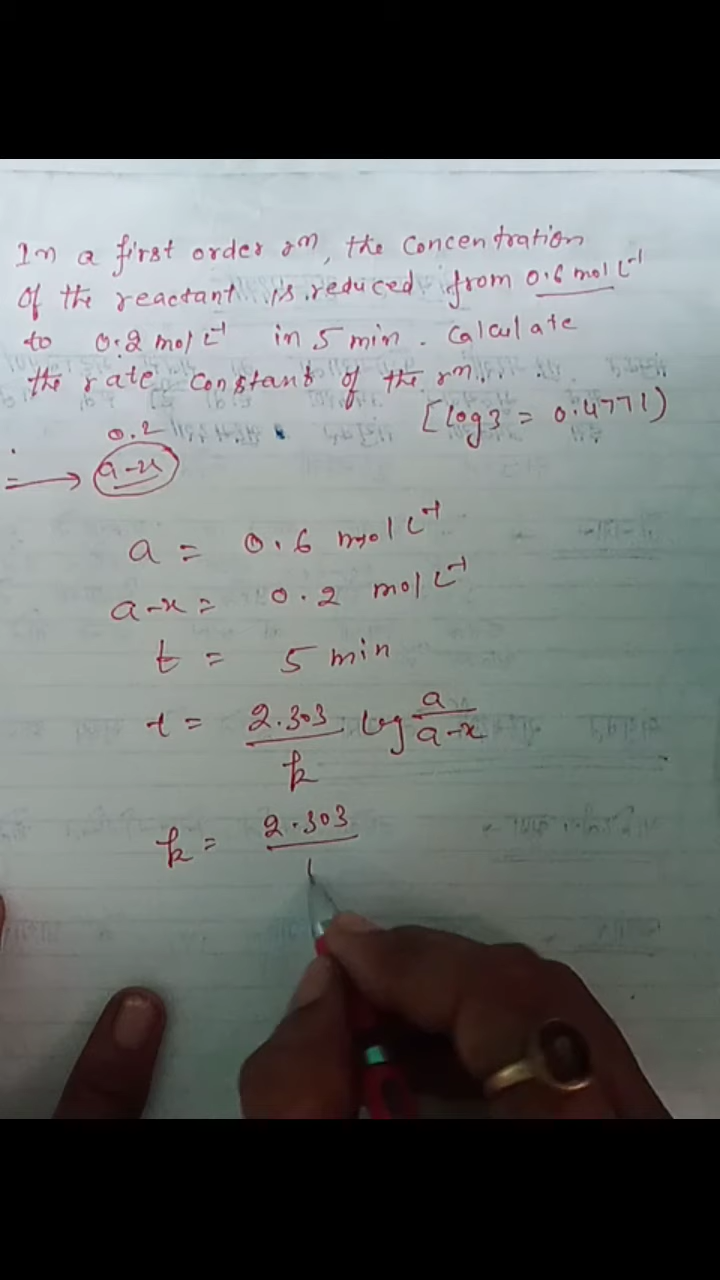 In a first order rxn, the concentration
of the reactant is reduced from 0.6 mol L⁻¹
to 0.2 mol L⁻¹ in 5 min. Calculate
the rate constant of the rxn.
[log3 = 0.4771)
0.2
a-x
a = 0.6 mol L⁻¹
a-x = 0.2 mol L⁻¹
t = 5 min
t = 2.303/k log a/a-x
k = 2.303/